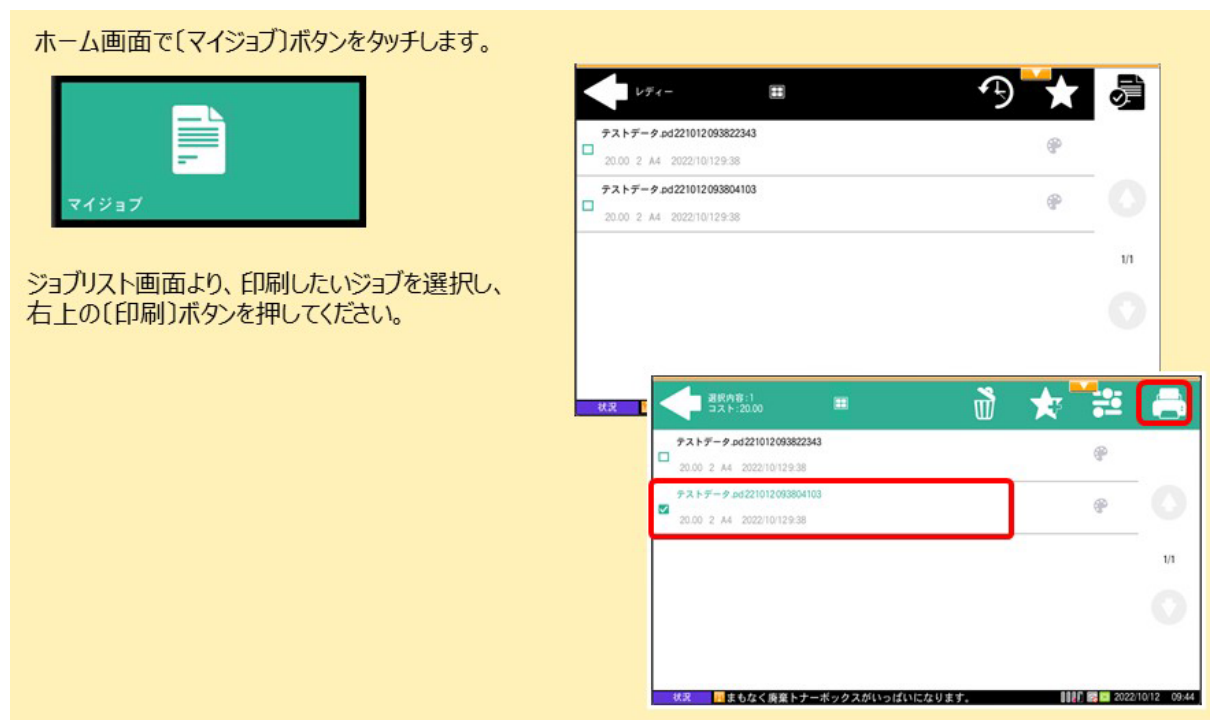 ホーム画面で〔マイジョブ〕ボタンをタッチします。
マイジョブ
ジョブリスト画面より、印刷したいジョブを選択し、
右上の〔印刷〕ボタンを押してください。
レディー
テストデータ.pd221012093822343
20.00 2 A4 2022/10/129:38
テストデータ.pd221012093804103
20.00 2 A4 2022/10/129:38
1/1
状況
選択内容:1
コスト:20.00
テストデータ.pd221012093822343
20.00 2 A4 2022/10/129:38
テストデータ.pd221012093804103
20.00 2 A4 2022/10/129:38
1/1
状況 まもなく廃棄トナーボックスがいっぱいになります。 2022/10/12 09:44